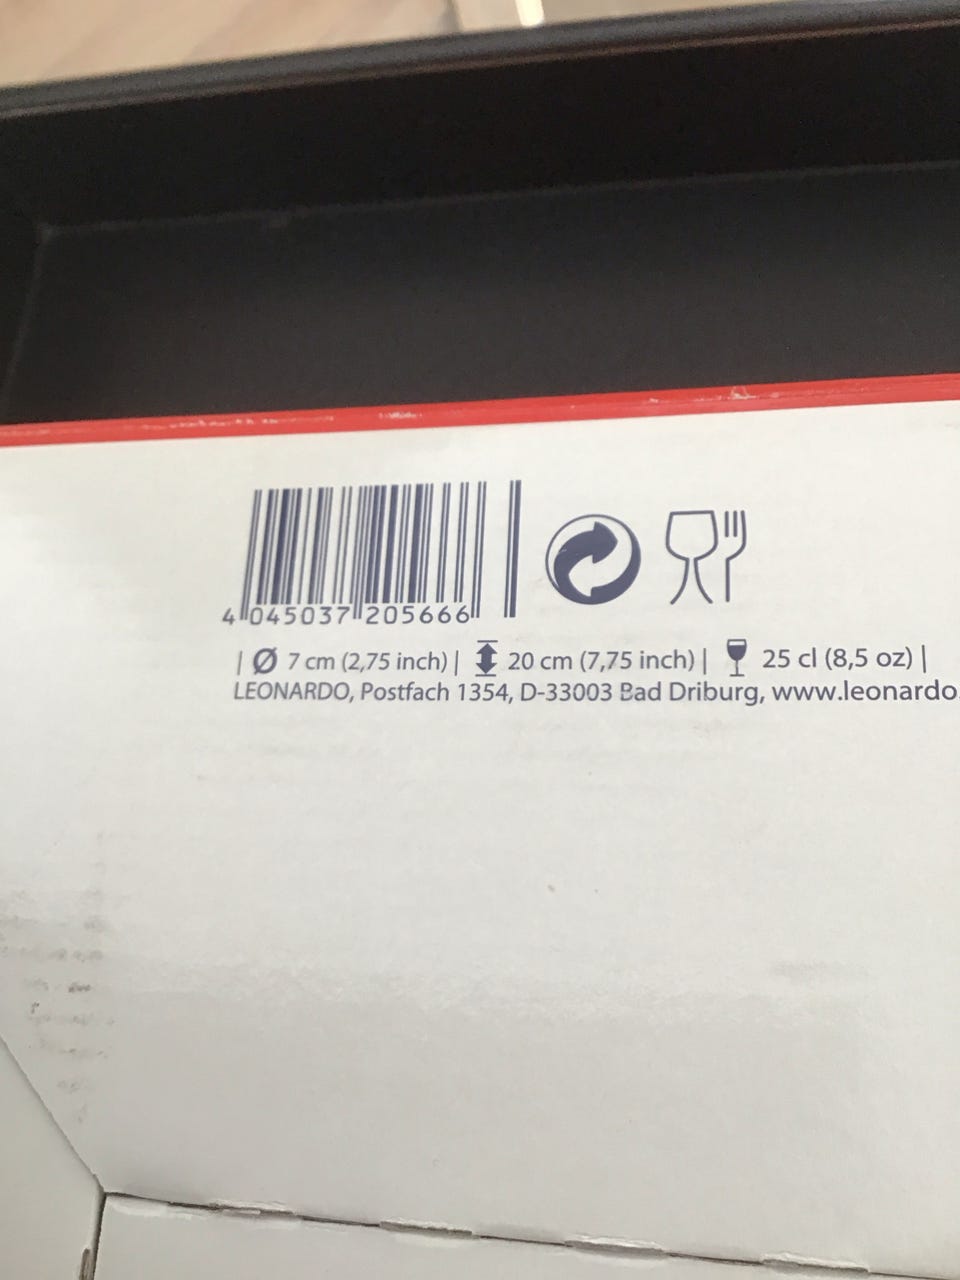 4 045037 205666
| Ø 7 cm (2,75 inch) | 20 cm (7,75 inch) | 25 cl (8,5 oz) |
LEONARDO, Postfach 1354, D-33003 Bad Driburg, www.leonardo.